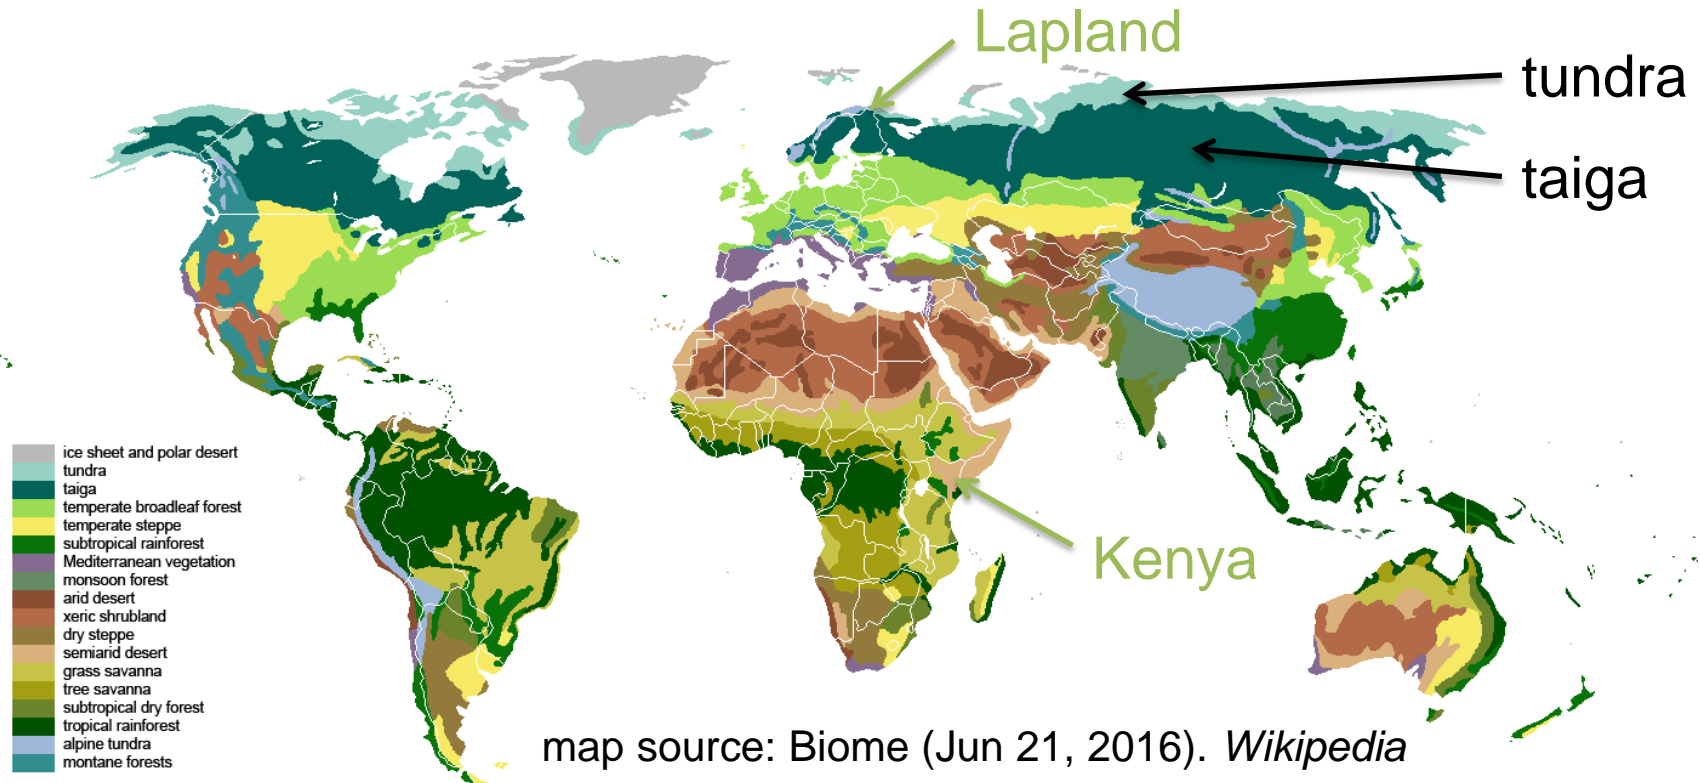 Lapland
tundra
taiga
Kenya
ice sheet and polar desert
tundra
taiga
temperate broadleaf forest
temperate steppe
subtropical rainforest
Mediterranean vegetation
monsoon forest
arid desert
xeric shrubland
dry steppe
semiarid desert
grass savanna
tree savanna
subtropical dry forest
tropical rainforest
alpine tundra
montane forests
map source: Biome (Jun 21, 2016). Wikipedia